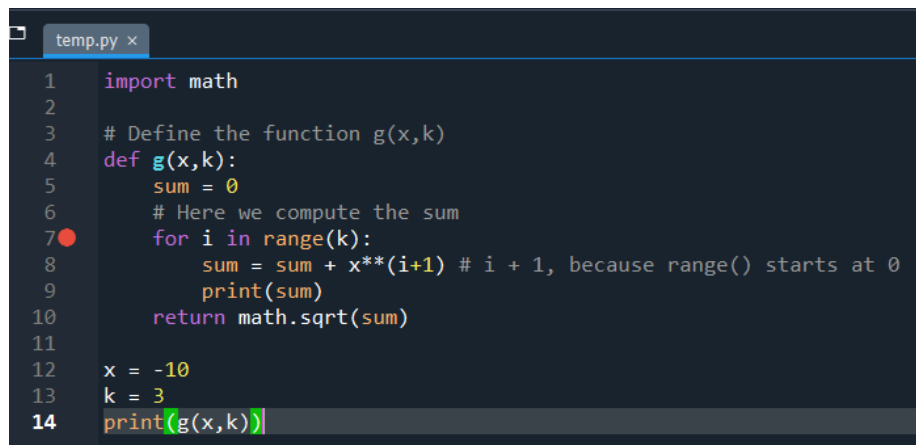 temp.py ×
1 import math
2
3 # Define the function g(x,k)
4 def g(x,k):
5     sum = 0
6     # Here we compute the sum
7     for i in range(k):
8         sum = sum + x**(i+1) # i + 1, because range() starts at 0
9         print(sum)
10     return math.sqrt(sum)
11
12 x = -10
13 k = 3
14 print(g(x,k))